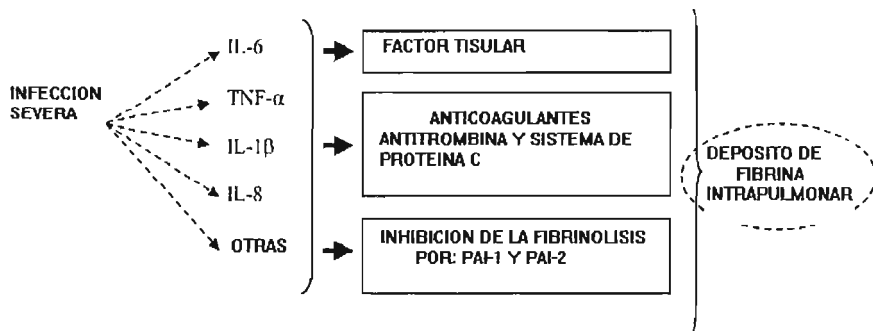 INFECCION
SEVERA
IL-6
TNF-α
IL-1β
IL-8
OTRAS
FACTOR TISULAR
ANTICOAGULANTES
ANTITROMBINA Y SISTEMA DE
PROTEINA C
INHIBICION DE LA FIBRINOLISIS
POR: PAI-1 Y PAI-2
DEPOSITO DE
FIBRINA
INTRAPULMONAR